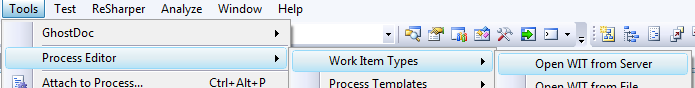 Tools Test ReSharper Analyze Window Help
GhostDoc
Process Editor Work Item Types Open WIT from Server
Attach to Process... Ctrl+Alt+P Process Templates Open WIT from File